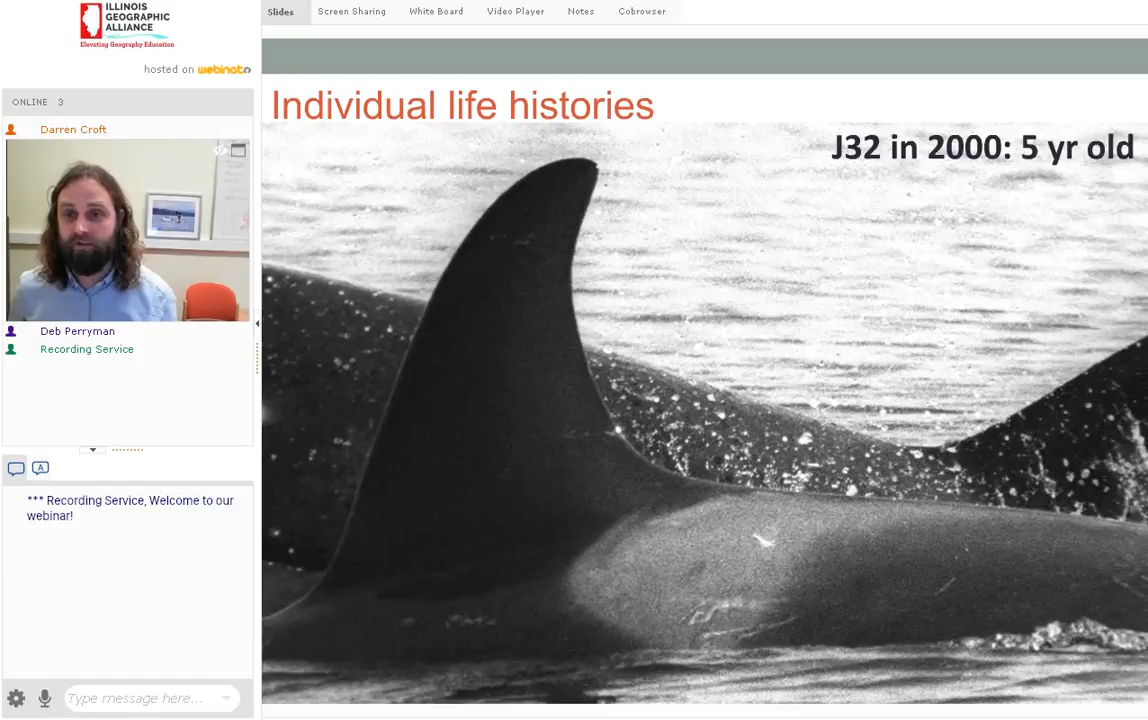 ILLINOIS
GEOGRAPHIC
ALLIANCE
Elevating Geography Education
hosted on webinato
ONLINE 3
Darren Croft
Deb Perryman
Recording Service
*** Recording Service, Welcome to our
webinar!
Type message here...
Slides Screen Sharing White Board Video Player Notes Cobrowser
Individual life histories
J32 in 2000: 5 yr old